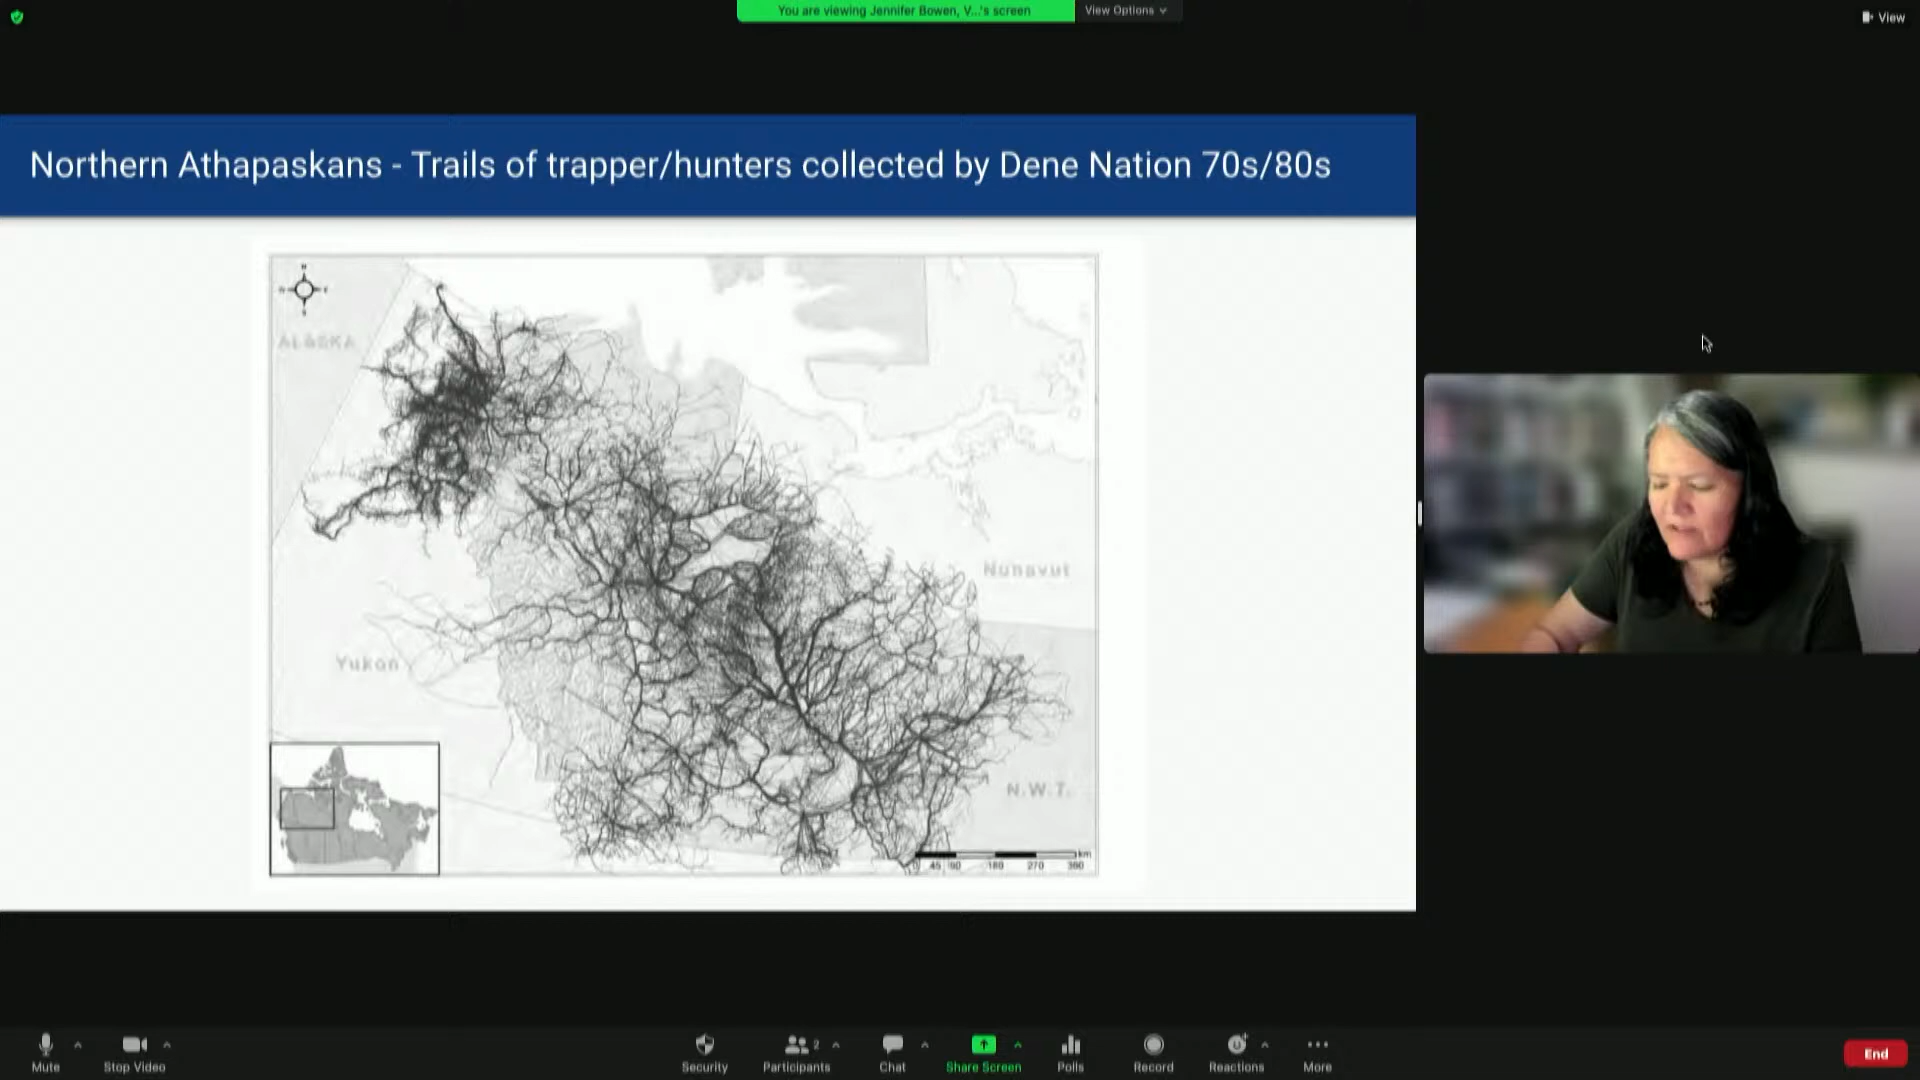 You are viewing Jennifer Bowen, V...'s screen
View Options
View
Northern Athapaskans - Trails of trapper/hunters collected by Dene Nation 70s/80s
N
ALASKA
Nunavut
Yukon
N.W.T.
km
0 45 90 180 270 360
Mute
Stop Video
Security
2
Participants
Chat
Share Screen
Polls
Record
Reactions
More
End